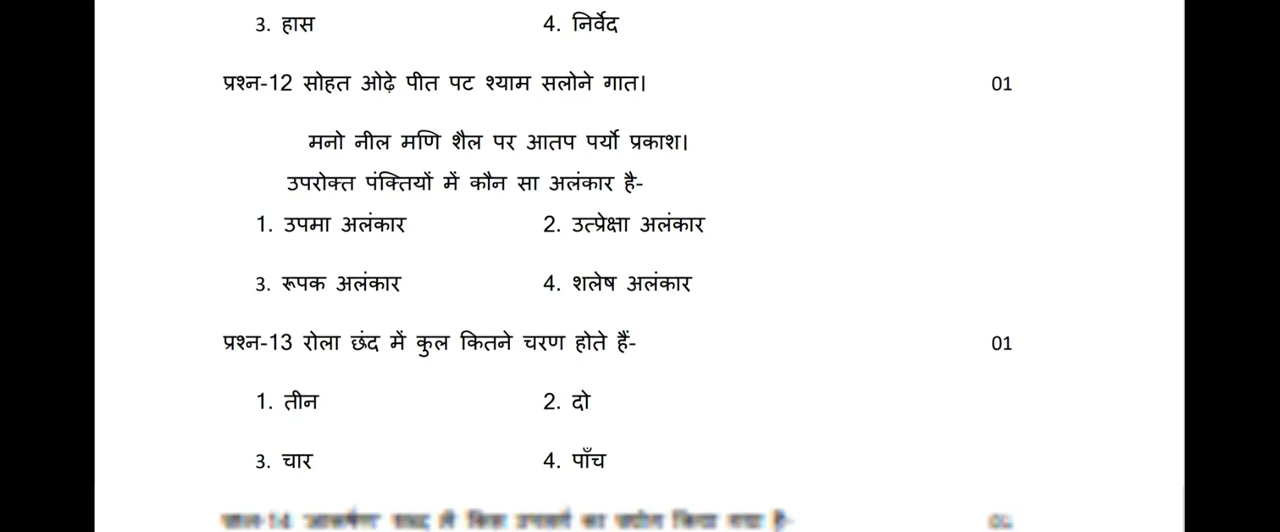 3. हास 4. निर्वेद
प्रश्न-12 सोहत ओढ़े पीत पट श्याम सलोने गात। 01
मनो नील मणि शैल पर आतप पर्यो प्रकाश।
उपरोक्त पंक्तियों में कौन सा अलंकार है-
1. उपमा अलंकार 2. उत्प्रेक्षा अलंकार
3. रूपक अलंकार 4. शलेष अलंकार
प्रश्न-13 रोला छंद में कुल कितने चरण होते हैं- 01
1. तीन 2. दो
3. चार 4. पाँच